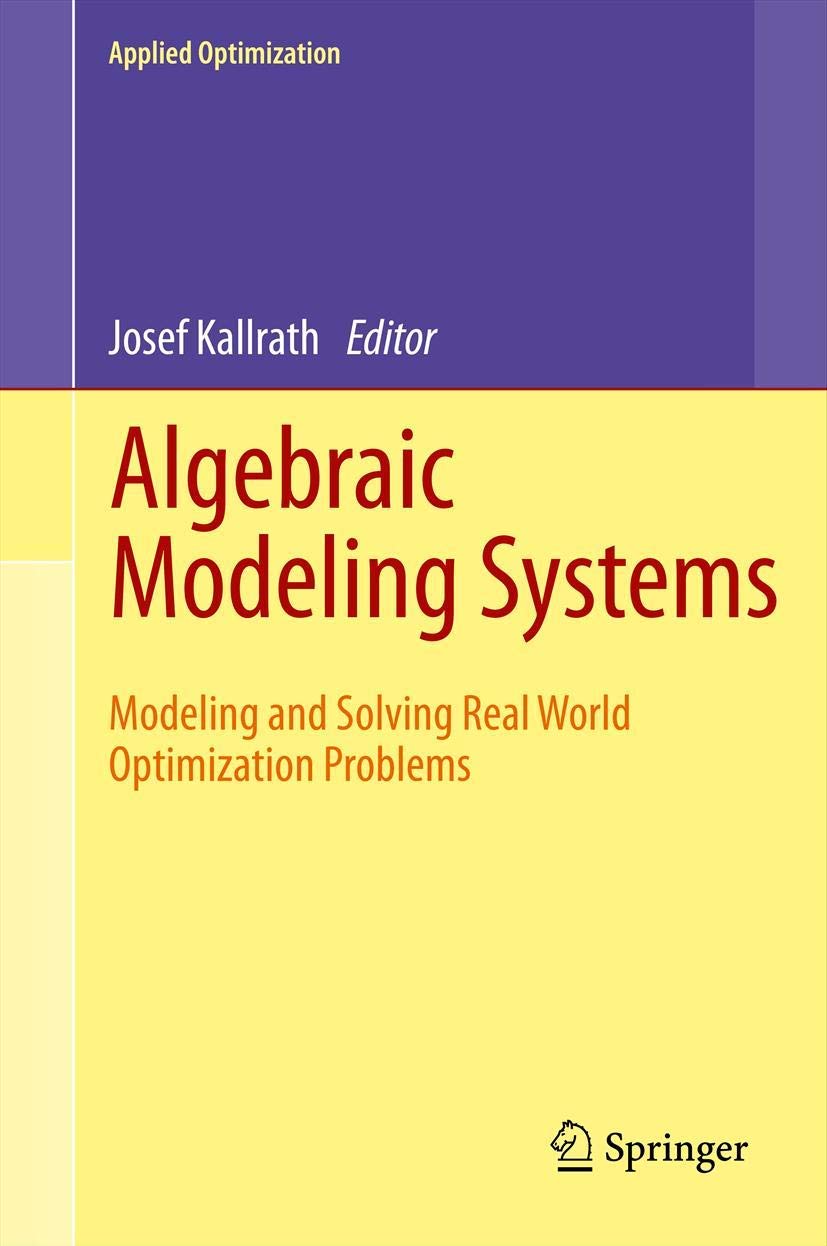 Applied Optimization
Josef Kallrath Editor
Algebraic
Modeling Systems
Modeling and Solving Real World
Optimization Problems
Springer